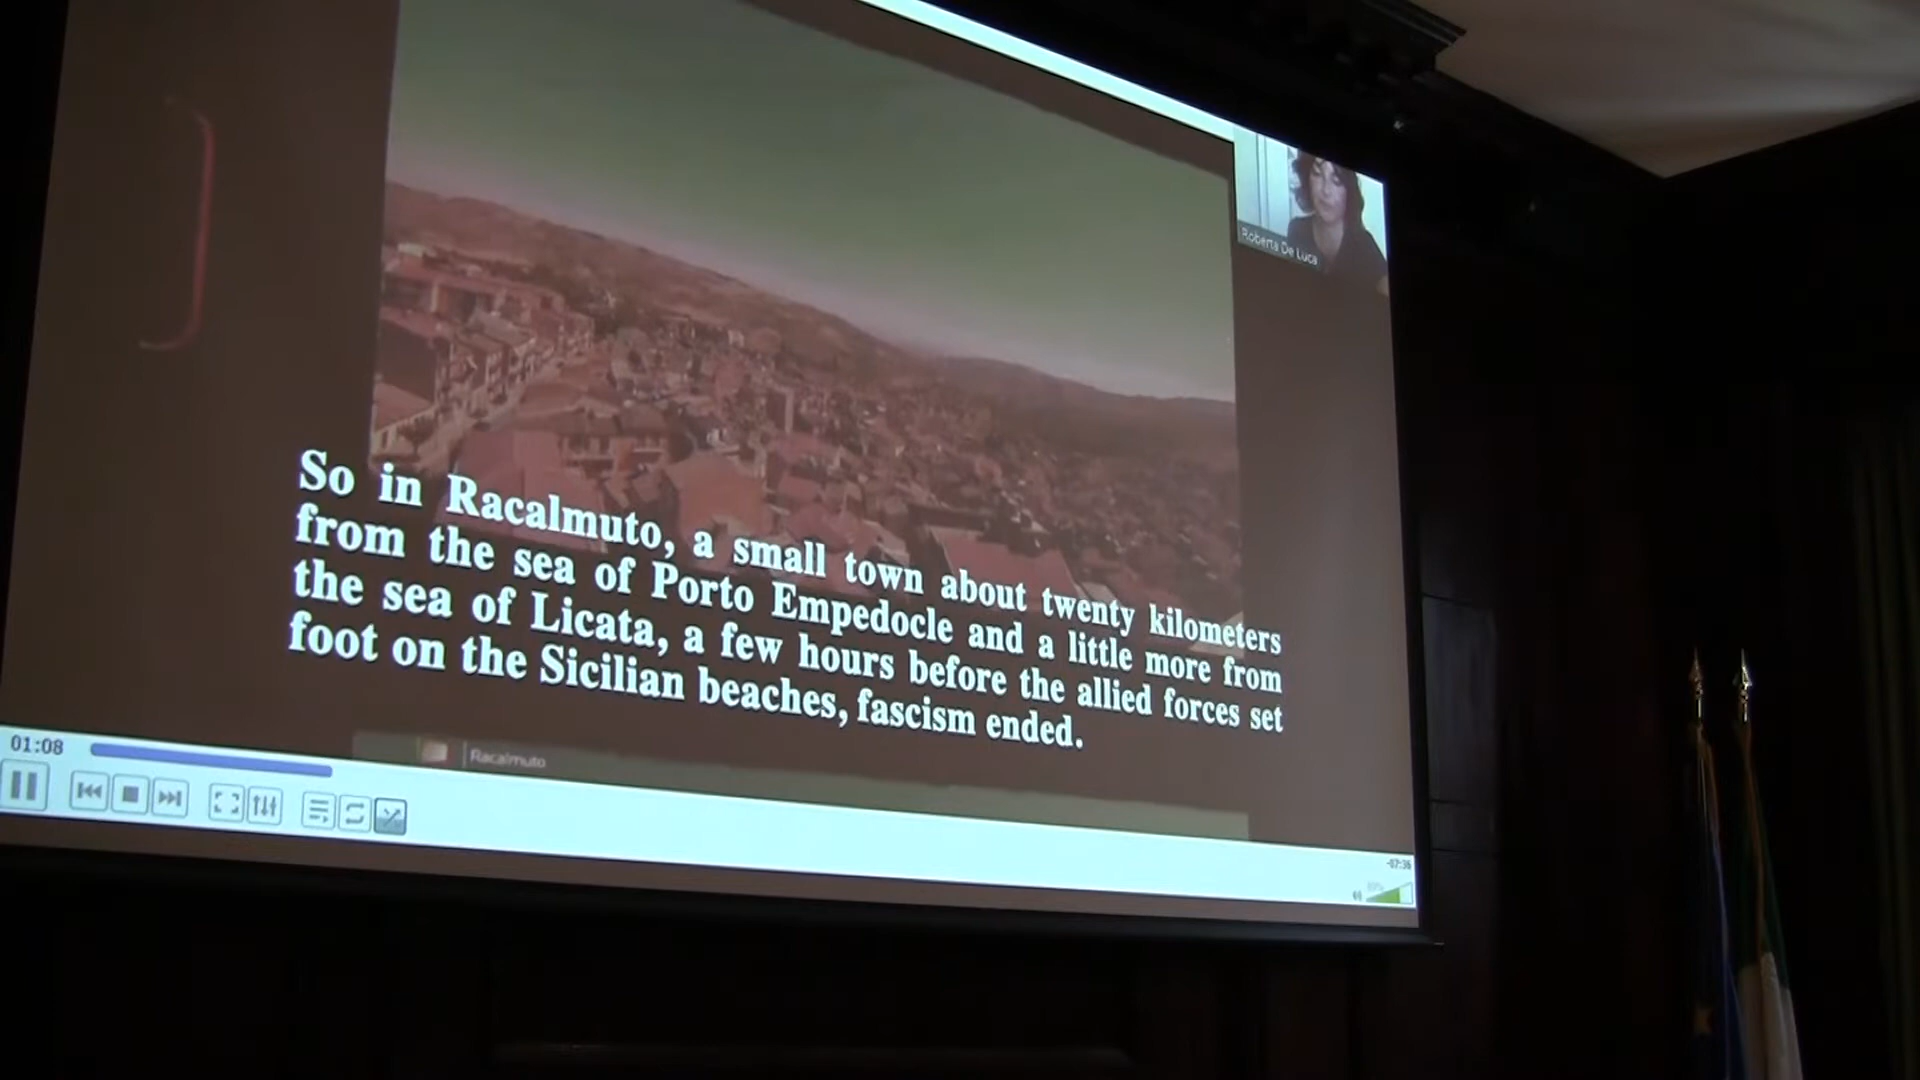 Roberta De Luca
So in Racalmuto, a small town about twenty kilometers
from the sea of Porto Empedocle and a little more from
the sea of Licata, a few hours before the allied forces set
foot on the Sicilian beaches, fascism ended.
Racalmuto
01:08
-07:36